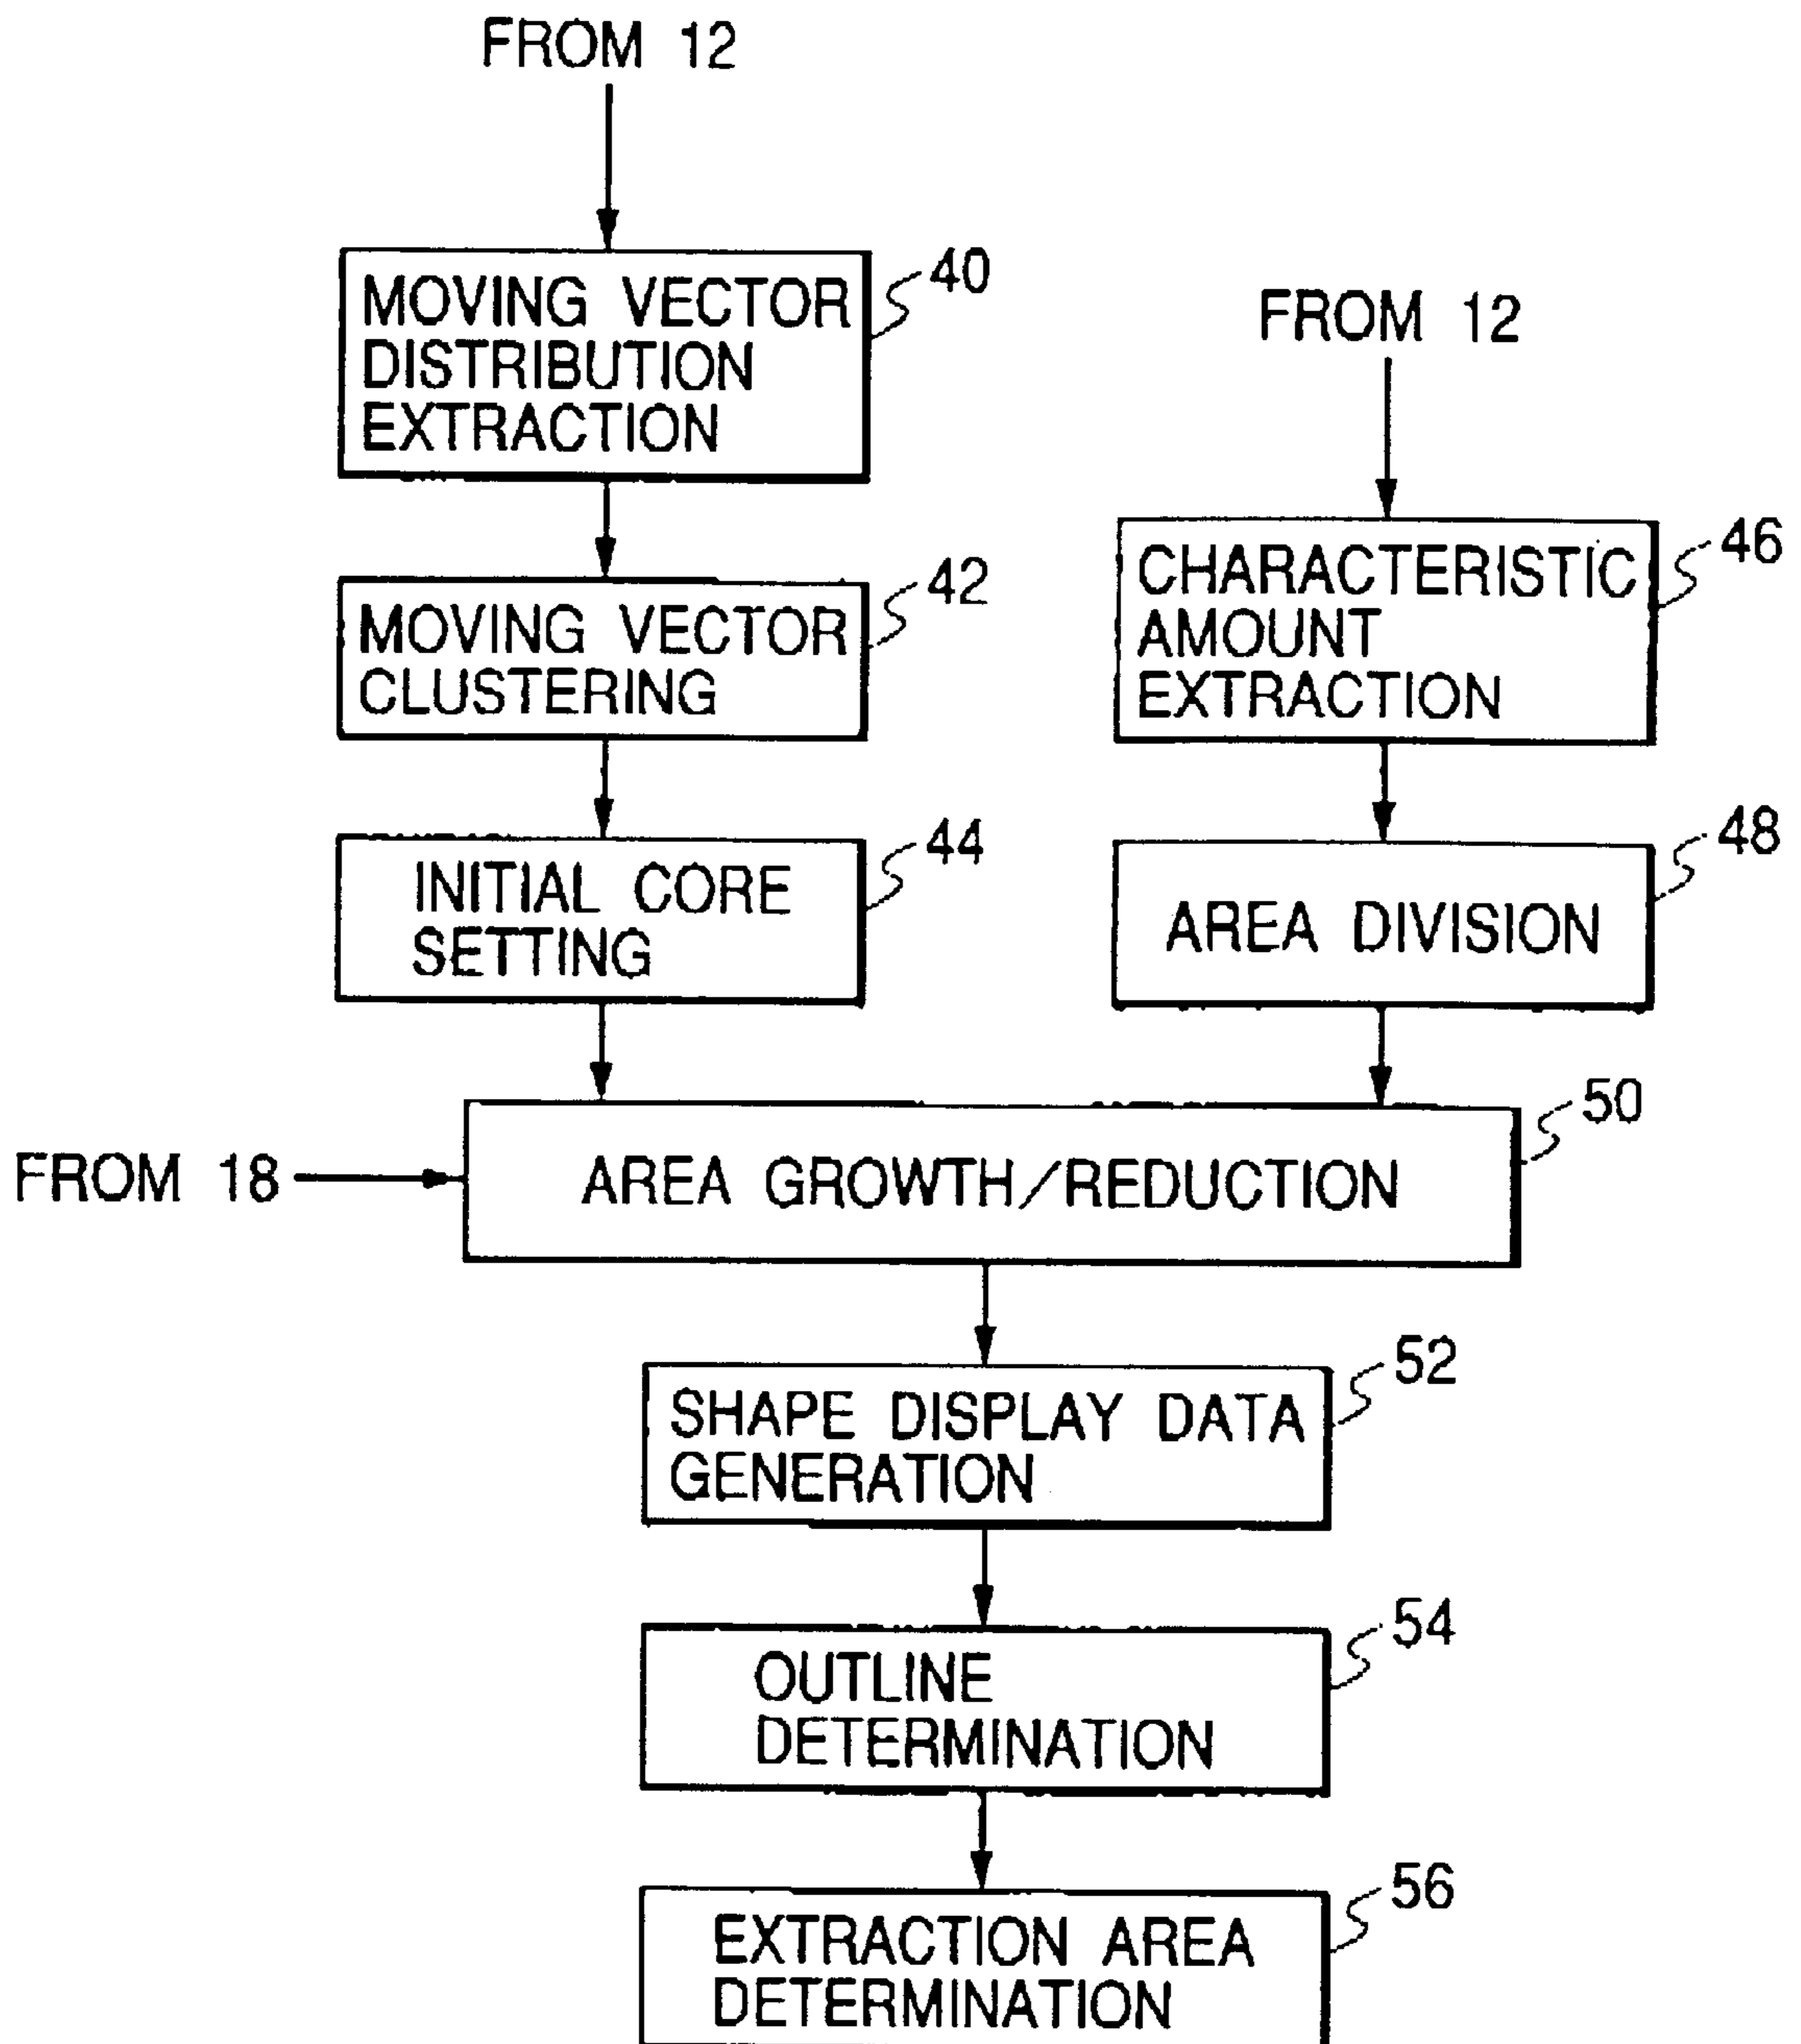 FROM 12
40
MOVING VECTOR
DISTRIBUTION
EXTRACTION
FROM 12
42
MOVING VECTOR
CLUSTERING
46
CHARACTERISTIC
AMOUNT
EXTRACTION
44
INITIAL CORE
SETTING
48
AREA DIVISION
50
FROM 18
AREA GROWTH/REDUCTION
52
SHAPE DISPLAY DATA
GENERATION
54
OUTLINE
DETERMINATION
56
EXTRACTION AREA
DETERMINATION